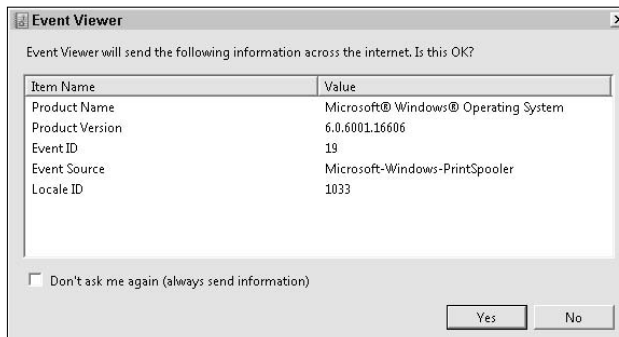 Event Viewer
Event Viewer will send the following information across the internet. Is this OK?
Item Name Value
Product Name Microsoft® Windows® Operating System
Product Version 6.0.6001.16606
Event ID 19
Event Source Microsoft-Windows-PrintSpooler
Locale ID 1033
Don't ask me again (always send information)
Yes No